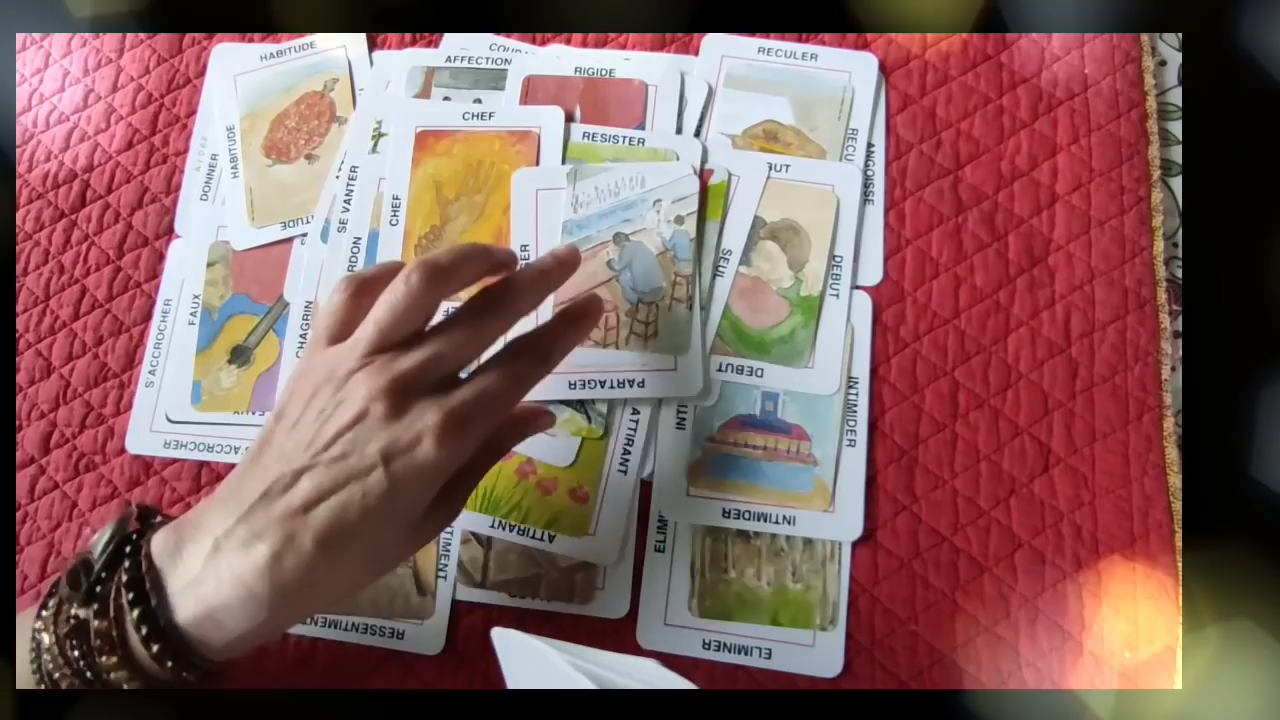 HABITUDE
HABITUDE
DONNER
AFFECTION
RIGIDE
RECULER
ANGOISSE
CHEF
CHEF
RESISTER
SE VANTER
SEUL
DEBUT
DEBUT
S'ACCROCHER
S'ACCROCHER
FAUX
FAUX
CHAGRIN
PARTAGER
ATTIRANT
ATTIRANT
INTIMIDER
INTIMIDER
RESSENTIMENT
ELIMINER